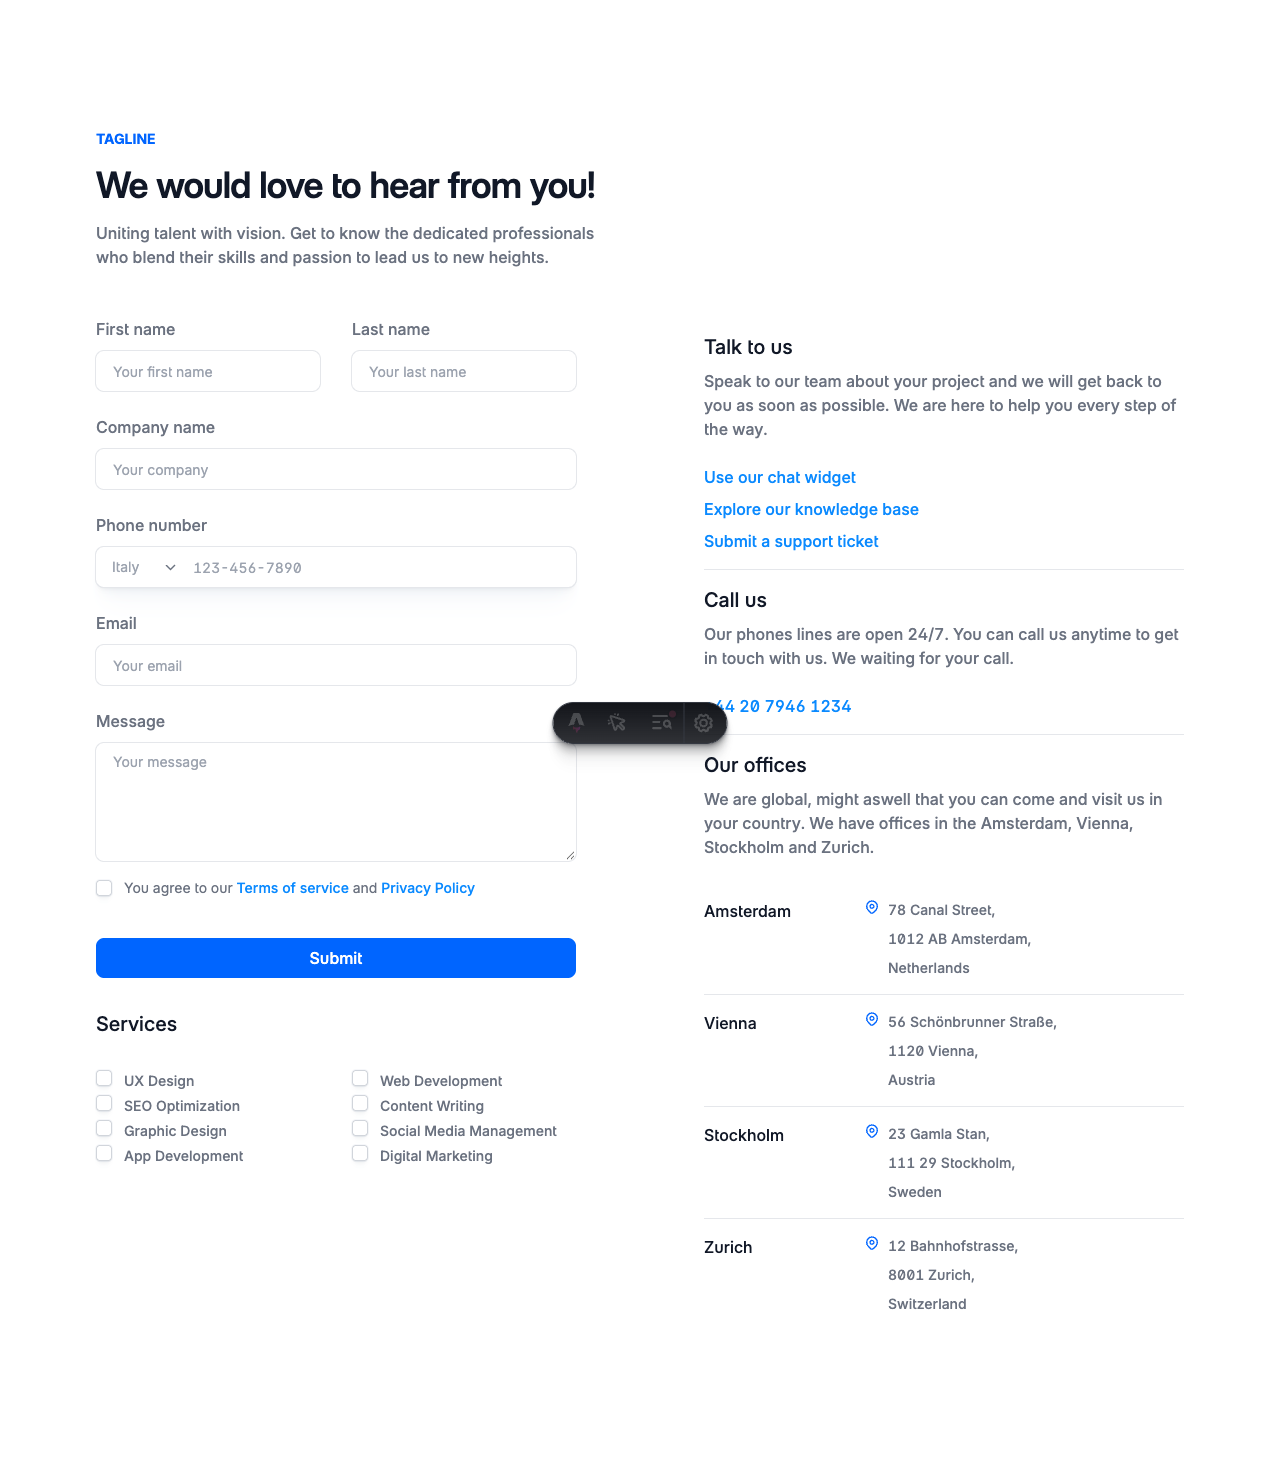 TAGLINE
We would love to hear from you!
Uniting talent with vision. Get to know the dedicated professionals
who blend their skills and passion to lead us to new heights.
First name
Your first name
Last name
Your last name
Company name
Your company
Phone number
Italy
123-456-7890
Email
Your email
Message
Your message
You agree to our Terms of service and Privacy Policy
Submit
Services
UX Design
SEO Optimization
Graphic Design
App Development
Web Development
Content Writing
Social Media Management
Digital Marketing
Talk to us
Speak to our team about your project and we will get back to
you as soon as possible. We are here to help you every step of
the way.
Use our chat widget
Explore our knowledge base
Submit a support ticket
Call us
Our phones lines are open 24/7. You can call us anytime to get
in touch with us. We waiting for your call.
44 20 7946 1234
Our offices
We are global, might aswell that you can come and visit us in
your country. We have offices in the Amsterdam, Vienna,
Stockholm and Zurich.
Amsterdam
78 Canal Street,
1012 AB Amsterdam,
Netherlands
Vienna
56 Schönbrunner Straße,
1120 Vienna,
Austria
Stockholm
23 Gamla Stan,
111 29 Stockholm,
Sweden
Zurich
12 Bahnhofstrasse,
8001 Zurich,
Switzerland